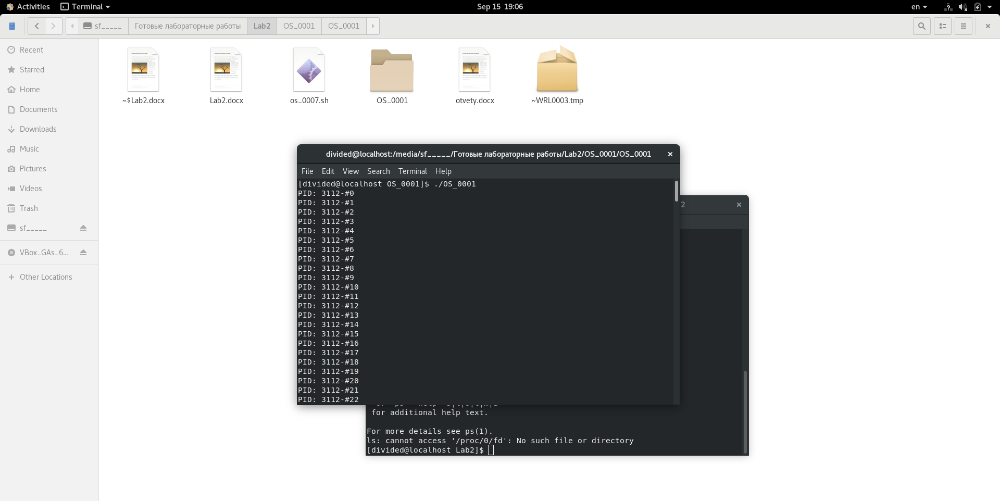 Activities
Terminal
Sep 15 19:06
en
sf_____
Готовые лабораторные работы
Lab2
OS_0001
OS_0001
Recent
Starred
Home
Documents
Downloads
Music
Pictures
Videos
Trash
sf_____
VBox_GAs_6...
Other Locations
~$Lab2.docx
Lab2.docx
os_0007.sh
OS_0001
otvety.docx
~WRL0003.tmp
divided@localhost:/media/sf_____/Готовые лабораторные работы/Lab2/OS_0001/OS_0001
File Edit View Search Terminal Help
[divided@localhost OS_0001]$ ./OS_0001
PID: 3112-#0
PID: 3112-#1
PID: 3112-#2
PID: 3112-#3
PID: 3112-#4
PID: 3112-#5
PID: 3112-#6
PID: 3112-#7
PID: 3112-#8
PID: 3112-#9
PID: 3112-#10
PID: 3112-#11
PID: 3112-#12
PID: 3112-#13
PID: 3112-#14
PID: 3112-#15
PID: 3112-#16
PID: 3112-#17
PID: 3112-#18
PID: 3112-#19
PID: 3112-#20
PID: 3112-#21
PID: 3112-#22
2
for additional help text.
For more details see ps(1).
ls: cannot access '/proc/0/fd': No such file or directory
[divided@localhost Lab2]$